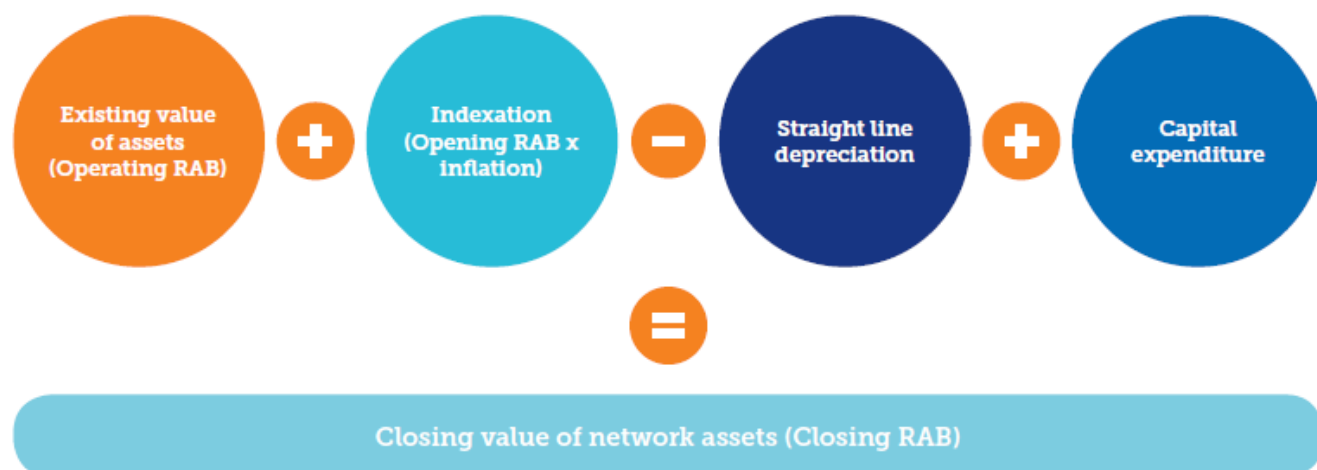 Existing value
of assets
(Operating RAB)
+
Indexation
(Opening RAB x
inflation)
−
Straight line
depreciation
+
Capital
expenditure
=
Closing value of network assets (Closing RAB)